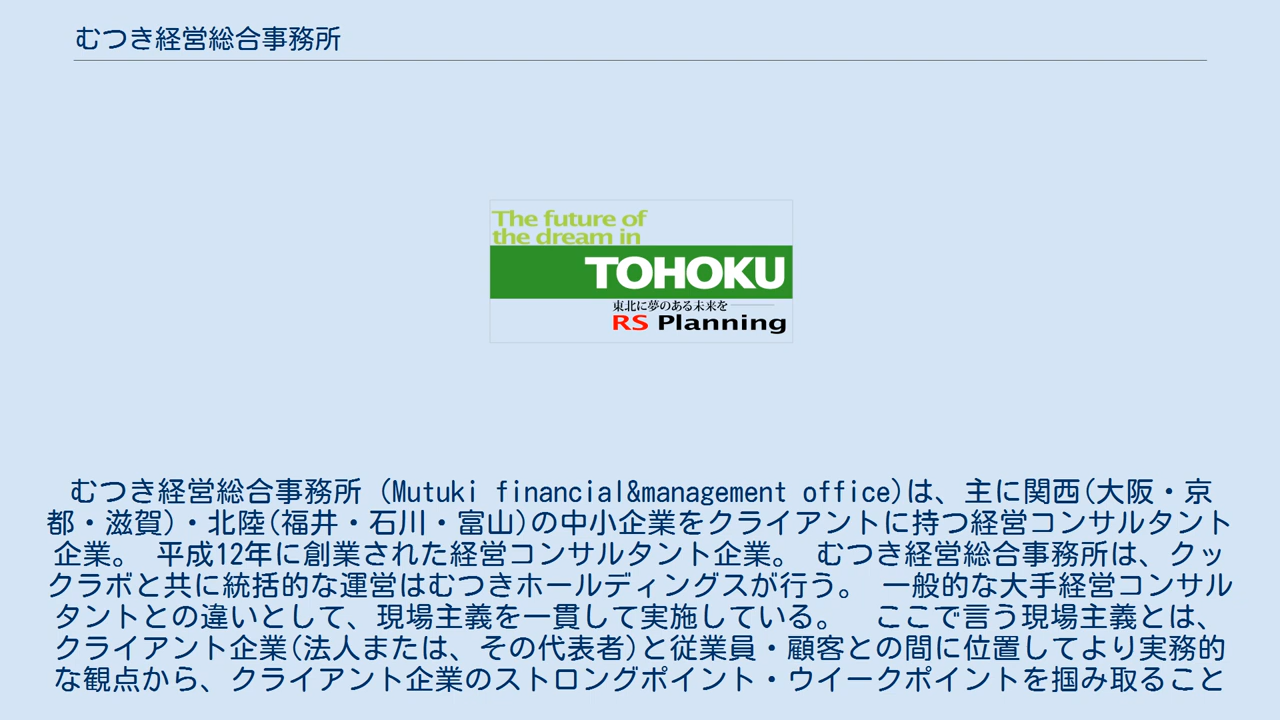 むつき経営総合事務所
The future of
the dream in
TOHOKU
東北に夢のある未来を
RS Planning
むつき経営総合事務所 (Mutuki financial&management office)は、主に関西(大阪・京
都・滋賀)・北陸(福井・石川・富山)の中小企業をクライアントに持つ経営コンサルタント
企業。 平成12年に創業された経営コンサルタント企業。 むつき経営総合事務所は、クッ
クラボと共に統括的な運営はむつきホールディングスが行う。 一般的な大手経営コンサル
タントとの違いとして、現場主義を一貫して実施している。 ここで言う現場主義とは、
クライアント企業(法人または、その代表者)と従業員・顧客との間に位置してより実務的
な観点から、クライアント企業のストロングポイント・ウイークポイントを掴み取ること